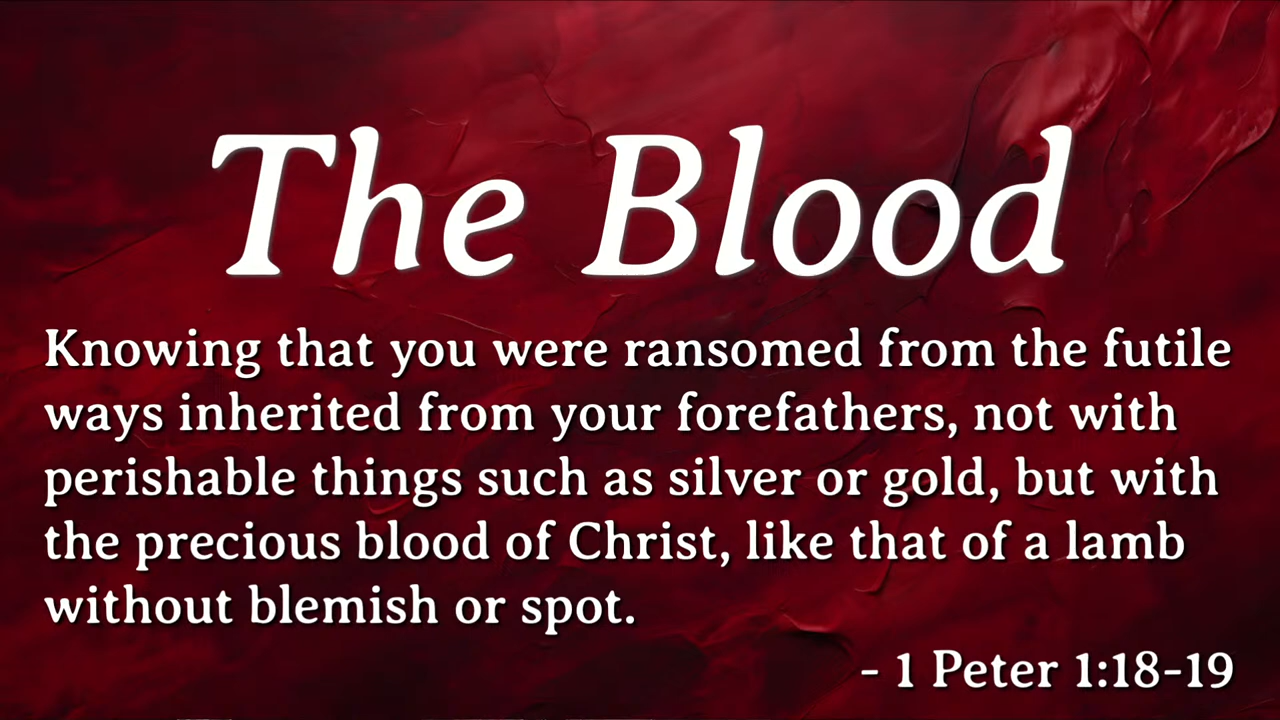 The Blood
Knowing that you were ransomed from the futile
ways inherited from your forefathers, not with
perishable things such as silver or gold, but with
the precious blood of Christ, like that of a lamb
without blemish or spot.
- 1 Peter 1:18-19